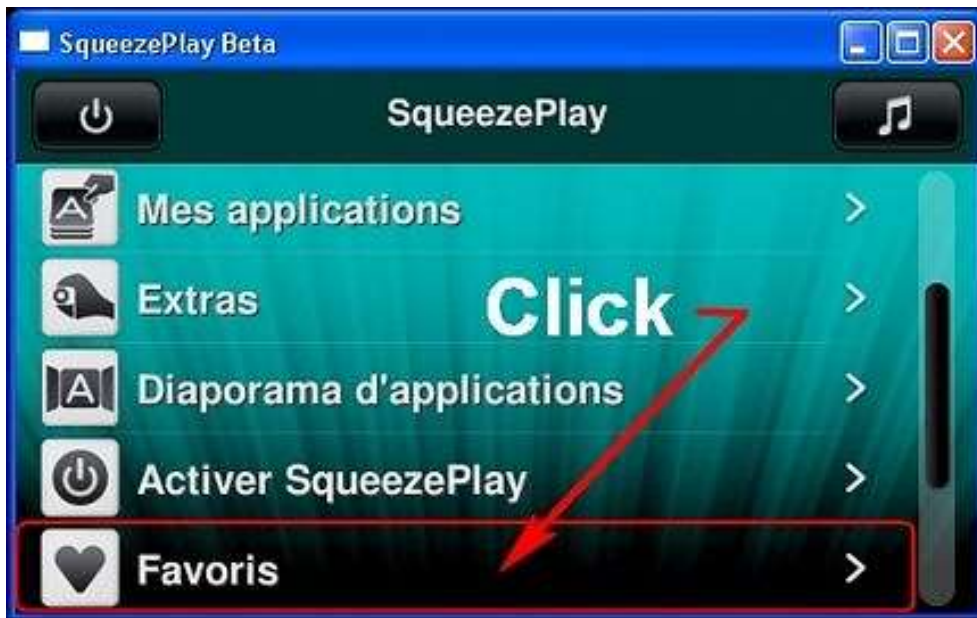 SqueezePlay Beta
SqueezePlay
Mes applications
Extras
Click
Diaporama d'applications
Activer SqueezePlay
Favoris